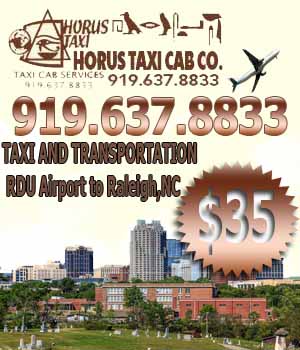 HORUS
TAXI
TAXI CAB SERVICES
919.637.8833
HORUS TAXI CAB CO.
919.637.8833
919.637.8833
TAXI AND TRANSPORTATION
RDU Airport to Raleigh,NC
$35